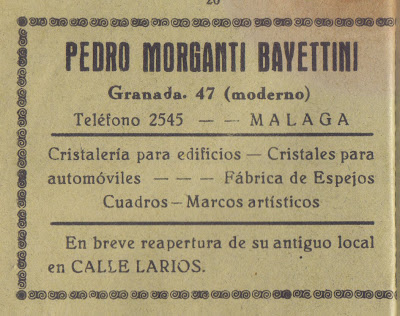 20
PEDRO MORGANTI BAYETTINI
Granada. 47 (moderno)
Teléfono 2545 — — MALAGA
Cristalería para edificios — Cristales para
automóviles — — — Fábrica de Espejos
Cuadros — Marcos artísticos
En breve reapertura de su antiguo local
en CALLE LARIOS.